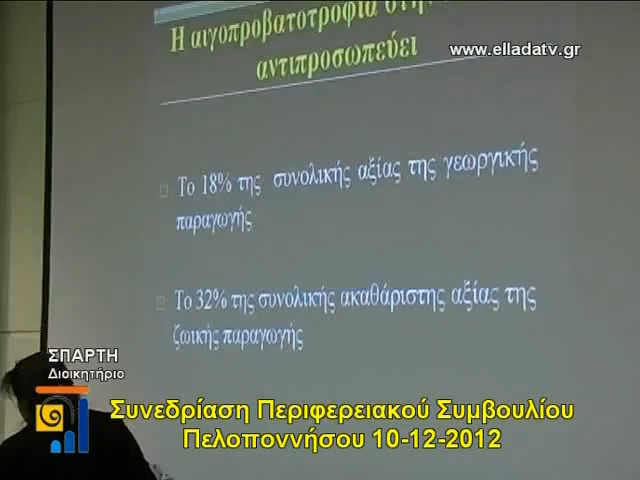 Η αιγοπροβατοτροφία στην
www.elladatv.gr
αντιπροσωπεύει
Το 18% της συνολικής αξίας της γεωργικής
παραγωγής
Το 32% της συνολικής ακαθάριστης αξίας της
ζωικής παραγωγής
ΣΠΑΡΤΗ
Διοικητήριο
Συνεδρίαση Περιφερειακού Συμβουλίου
Πελοποννήσου 10-12-2012